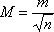 M = m/√n